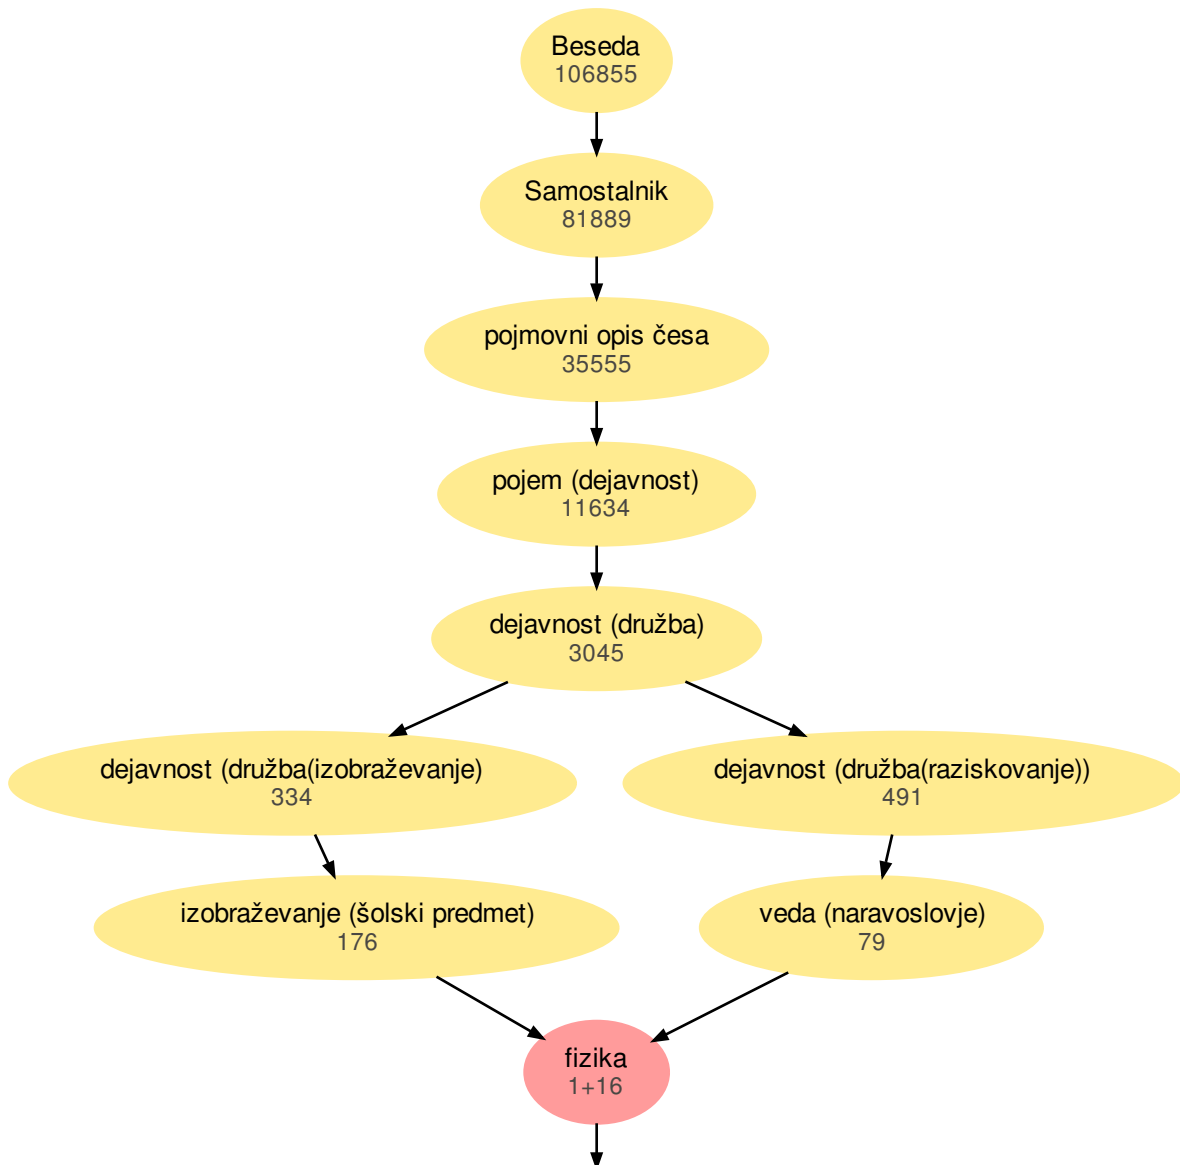 Beseda
106855
Samostalnik
81889
pojmovni opis česa
35555
pojem (dejavnost)
11634
dejavnost (družba)
3045
dejavnost (družba(izobraževanje)
334
dejavnost (družba(raziskovanje))
491
izobraževanje (šolski predmet)
176
veda (naravoslovje)
79
fizika
1+16